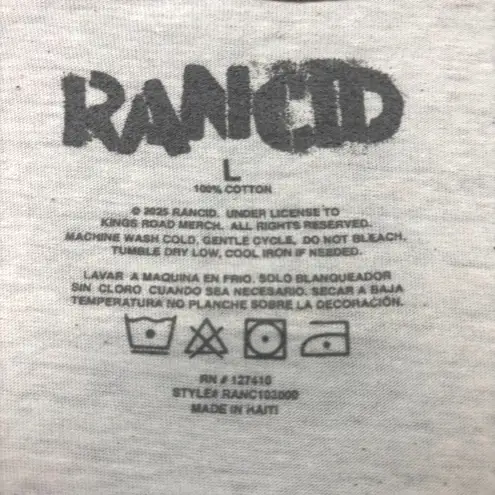 RANCID
L
100% COTTON
© 2025 RANCID. UNDER LICENSE TO
KINGS ROAD MERCH. ALL RIGHTS RESERVED.
MACHINE WASH COLD, GENTLE CYCLE, DO NOT BLEACH.
TUMBLE DRY LOW, COOL IRON IF NEEDED.
LAVAR A MAQUINA EN FRIO. SOLO BLANQUEADOR
SIN CLORO CUANDO SEA NECESARIO. SECAR A BAJA
TEMPERATURA NO PLANCHE SOBRE LA DECORACIÓN.
RN # 127410
STYLE# RANC103000
MADE IN HAITI